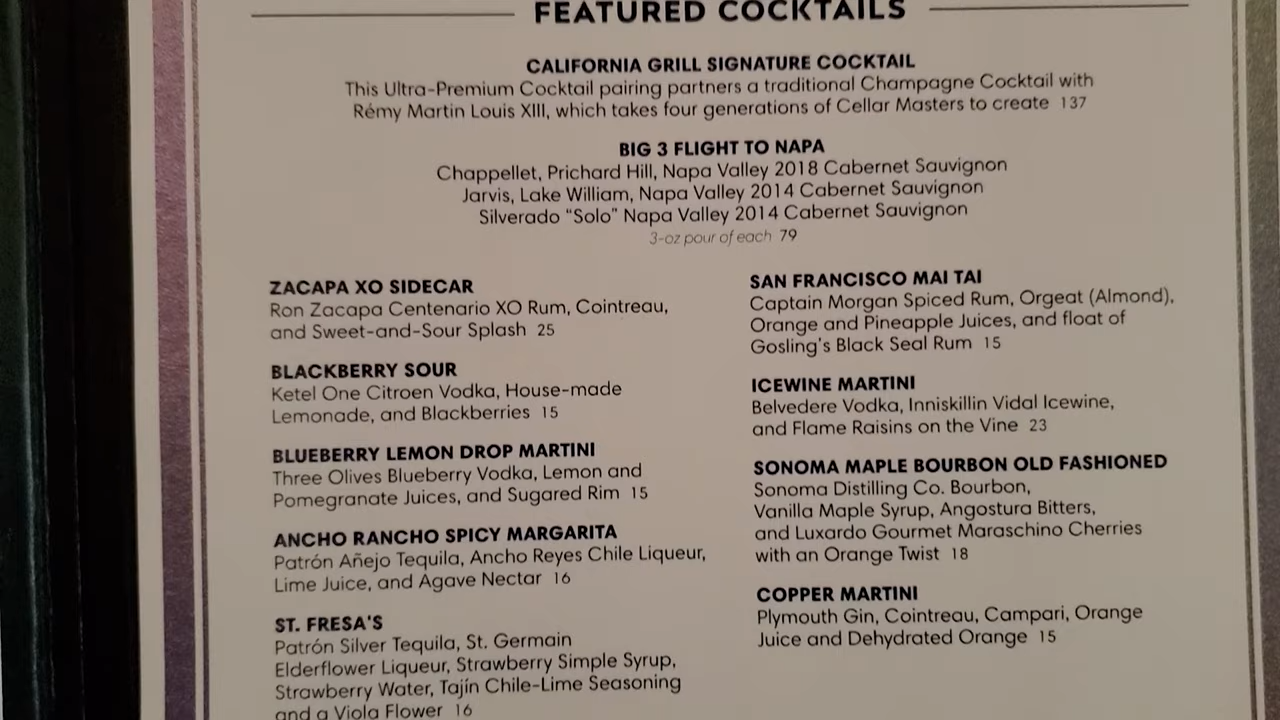 FEATURED COCKTAILS
CALIFORNIA GRILL SIGNATURE COCKTAIL
This Ultra-Premium Cocktail pairing partners a traditional Champagne Cocktail with
Rémy Martin Louis XIII, which takes four generations of Cellar Masters to create 137
BIG 3 FLIGHT TO NAPA
Chappellet, Prichard Hill, Napa Valley 2018 Cabernet Sauvignon
Jarvis, Lake William, Napa Valley 2014 Cabernet Sauvignon
Silverado “Solo” Napa Valley 2014 Cabernet Sauvignon
3-oz pour of each 79
ZACAPA XO SIDECAR
Ron Zacapa Centenario XO Rum, Cointreau,
and Sweet-and-Sour Splash 25
BLACKBERRY SOUR
Ketel One Citroen Vodka, House-made
Lemonade, and Blackberries 15
BLUEBERRY LEMON DROP MARTINI
Three Olives Blueberry Vodka, Lemon and
Pomegranate Juices, and Sugared Rim 15
ANCHO RANCHO SPICY MARGARITA
Patrón Añejo Tequila, Ancho Reyes Chile Liqueur,
Lime Juice, and Agave Nectar 16
ST. FRESA'S
Patrón Silver Tequila, St. Germain
Elderflower Liqueur, Strawberry Simple Syrup,
Strawberry Water, Tajín Chile-Lime Seasoning
and a Viola Flower 16
SAN FRANCISCO MAI TAI
Captain Morgan Spiced Rum, Orgeat (Almond),
Orange and Pineapple Juices, and float of
Gosling's Black Seal Rum 15
ICEWINE MARTINI
Belvedere Vodka, Inniskillin Vidal Icewine,
and Flame Raisins on the Vine 23
SONOMA MAPLE BOURBON OLD FASHIONED
Sonoma Distilling Co. Bourbon,
Vanilla Maple Syrup, Angostura Bitters,
and Luxardo Gourmet Maraschino Cherries
with an Orange Twist 18
COPPER MARTINI
Plymouth Gin, Cointreau, Campari, Orange
Juice and Dehydrated Orange 15